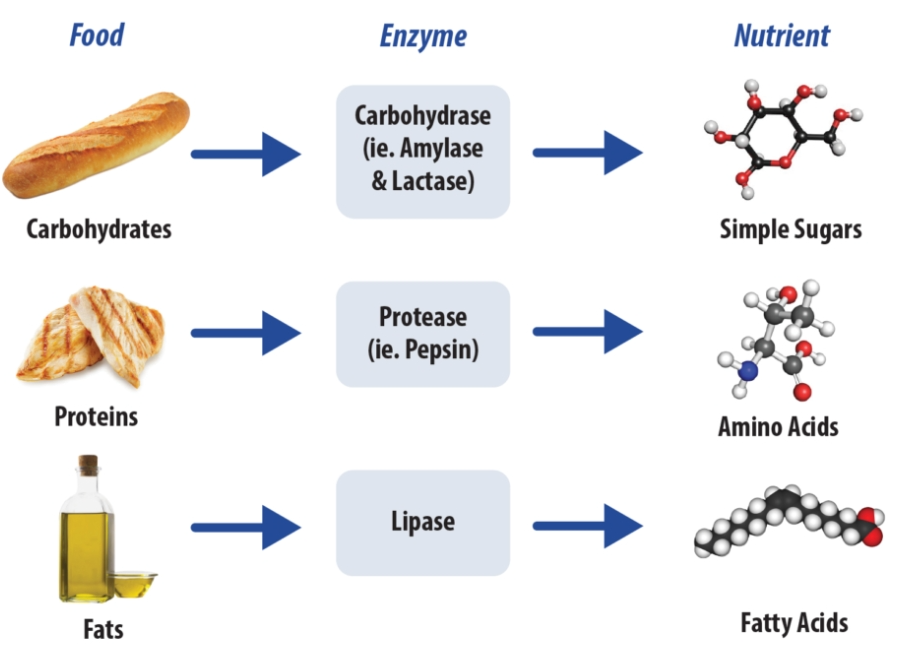 Food
Enzyme
Nutrient
Carbohydrates
Carbohydrase
(ie. Amylase
& Lactase)
Simple Sugars
Proteins
Protease
(ie. Pepsin)
Amino Acids
Fats
Lipase
Fatty Acids